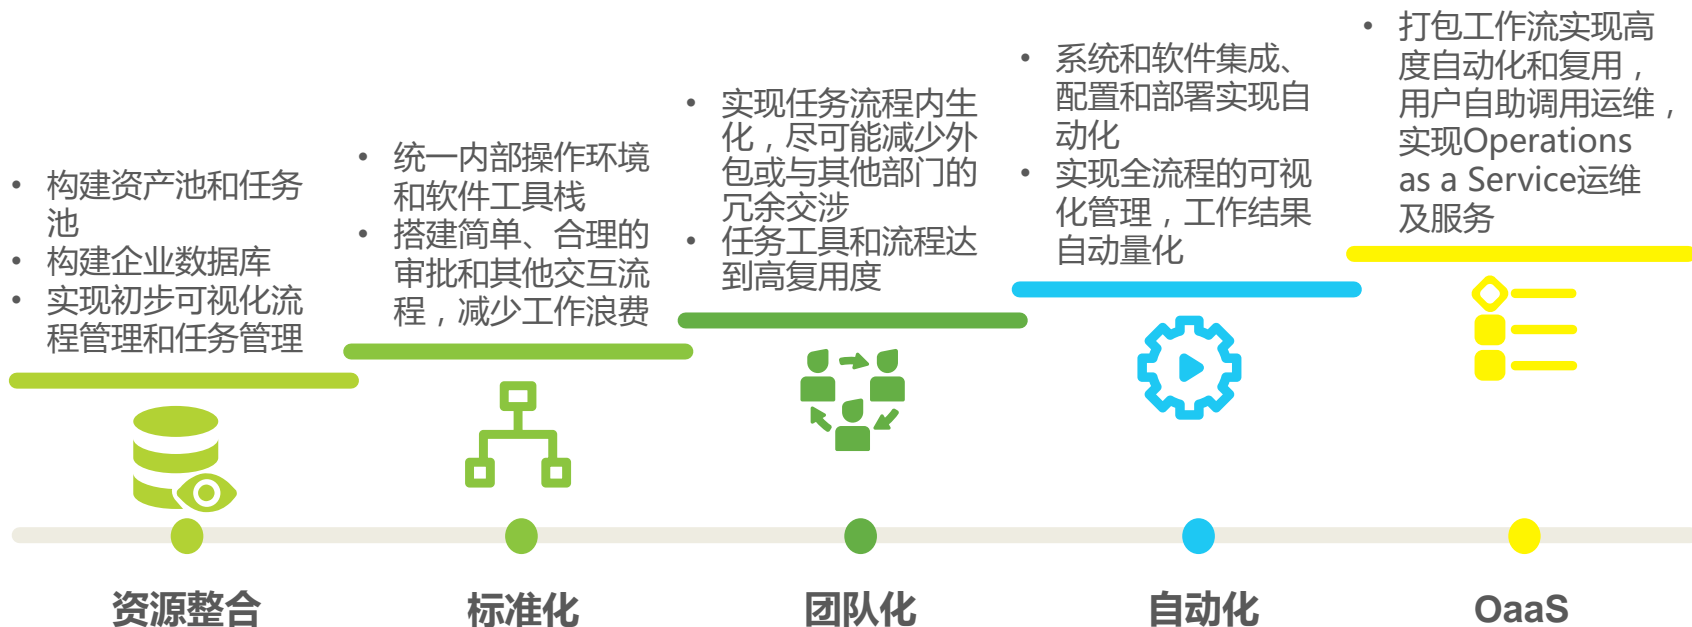 • 构建资产池和任务
池
• 构建企业数据库
• 实现初步可视化流
程管理和任务管理
• 统一内部操作环境
和软件工具栈
• 搭建简单、合理的
审批和其他交互流
程，减少工作浪费
• 实现任务流程内生
化，尽可能减少外
包或与其他部门的
冗余交涉
• 任务工具和流程达
到高复用度
• 系统和软件集成、
配置和部署实现自
动化
• 实现全流程的可视
化管理，工作结果
自动量化
• 打包工作流实现高
度自动化和复用，
用户自助调用运维，
实现Operations
as a Service运维
及服务
资源整合
标准化
团队化
自动化
OaaS